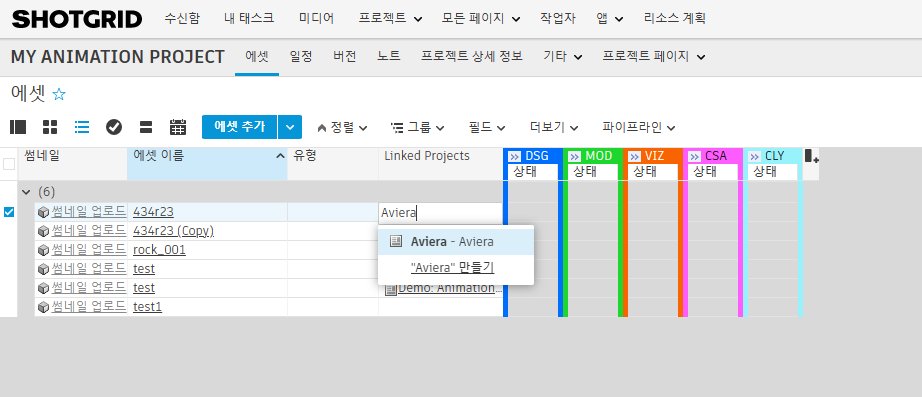 SHOTGRID 수신함 내 태스크 미디어 프로젝트 모든 페이지 작업자 앱 리소스 계획
MY ANIMATION PROJECT 에셋 일정 버전 노트 프로젝트 상세 정보 기타 프로젝트 페이지
에셋
에셋 추가 정렬 그룹 필드 더보기 파이프라인
썸네일 에셋 이름 유형 Linked Projects DSG MOD VIZ CSA CLY
상태 상태 상태 상태 상태
(6)
썸네일 업로드 434r23 Aviera
썸네일 업로드 434r23 (Copy)
Aviera - Aviera
썸네일 업로드 rock_001
썸네일 업로드 test
"Aviera" 만들기
썸네일 업로드 test Demo: Animation...
썸네일 업로드 test1